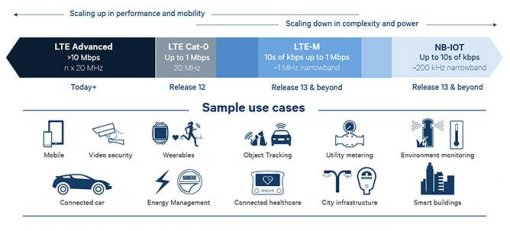 Scaling up in performance and mobility
Scaling down in complexity and power
LTE Advanced
>10 Mbps
n x 20 MHz
LTE Cat-0
Up to 1 Mbps
20 MHz
LTE-M
10s of kbps up to 1 Mbps
~1 MHz narrowband
NB-IOT
Up to 10s of kbps
~200 kHz narrowband
Today+
Release 12
Release 13 & beyond
Release 13 & beyond
Sample use cases
Mobile
Video security
Wearables
Object Tracking
Utility metering
Environment monitoring
Connected car
Energy Management
Connected healthcare
City infrastructure
Smart buildings